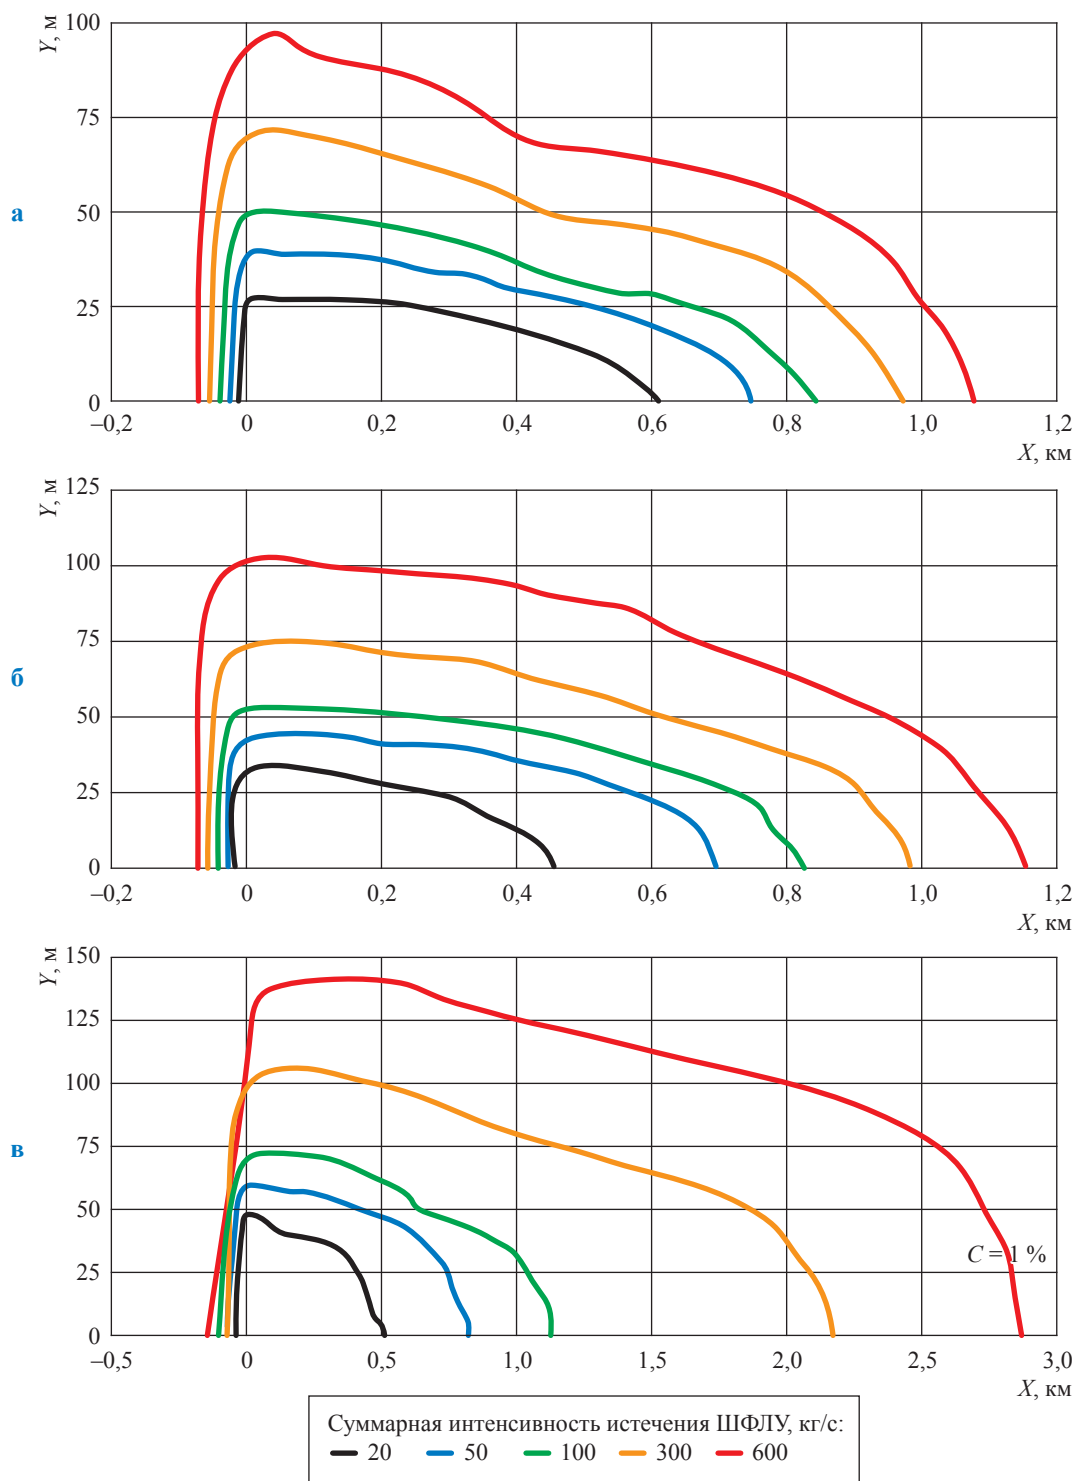 Y, м
100
75
50
25
0
а
–0,2 0 0,2 0,4 0,6 0,8 1,0 1,2
X, км
Y, м
125
100
75
50
25
0
б
–0,2 0 0,2 0,4 0,6 0,8 1,0 1,2
X, км
Y, м
150
125
100
75
50
25
0
в
C = 1 %
–0,5 0 0,5 1,0 1,5 2,0 2,5 3,0
X, км
Суммарная интенсивность истечения ШФЛУ, кг/с:
20 50 100 300 600